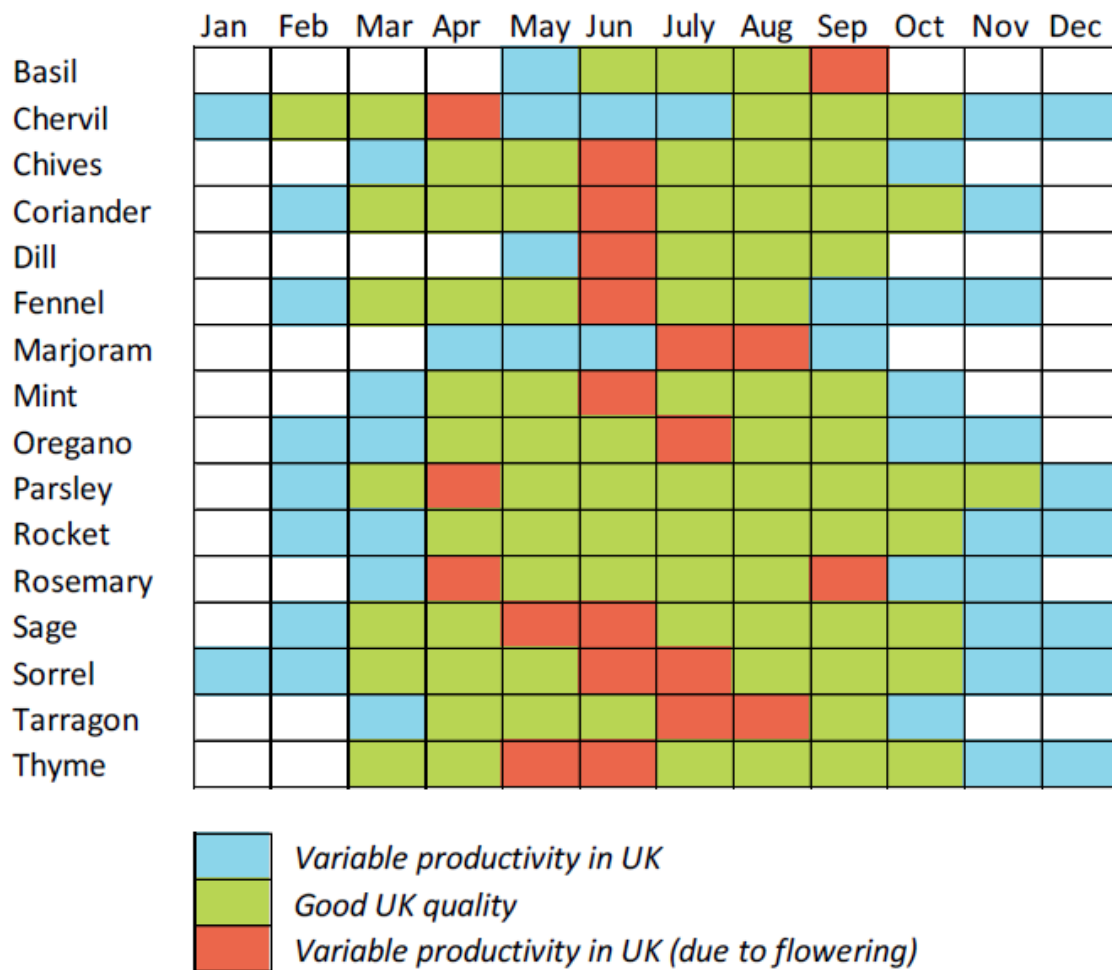 Jan Feb Mar Apr May Jun July Aug Sep Oct Nov Dec
Basil
Chervil
Chives
Coriander
Dill
Fennel
Marjoram
Mint
Oregano
Parsley
Rocket
Rosemary
Sage
Sorrel
Tarragon
Thyme
Variable productivity in UK
Good UK quality
Variable productivity in UK (due to flowering)